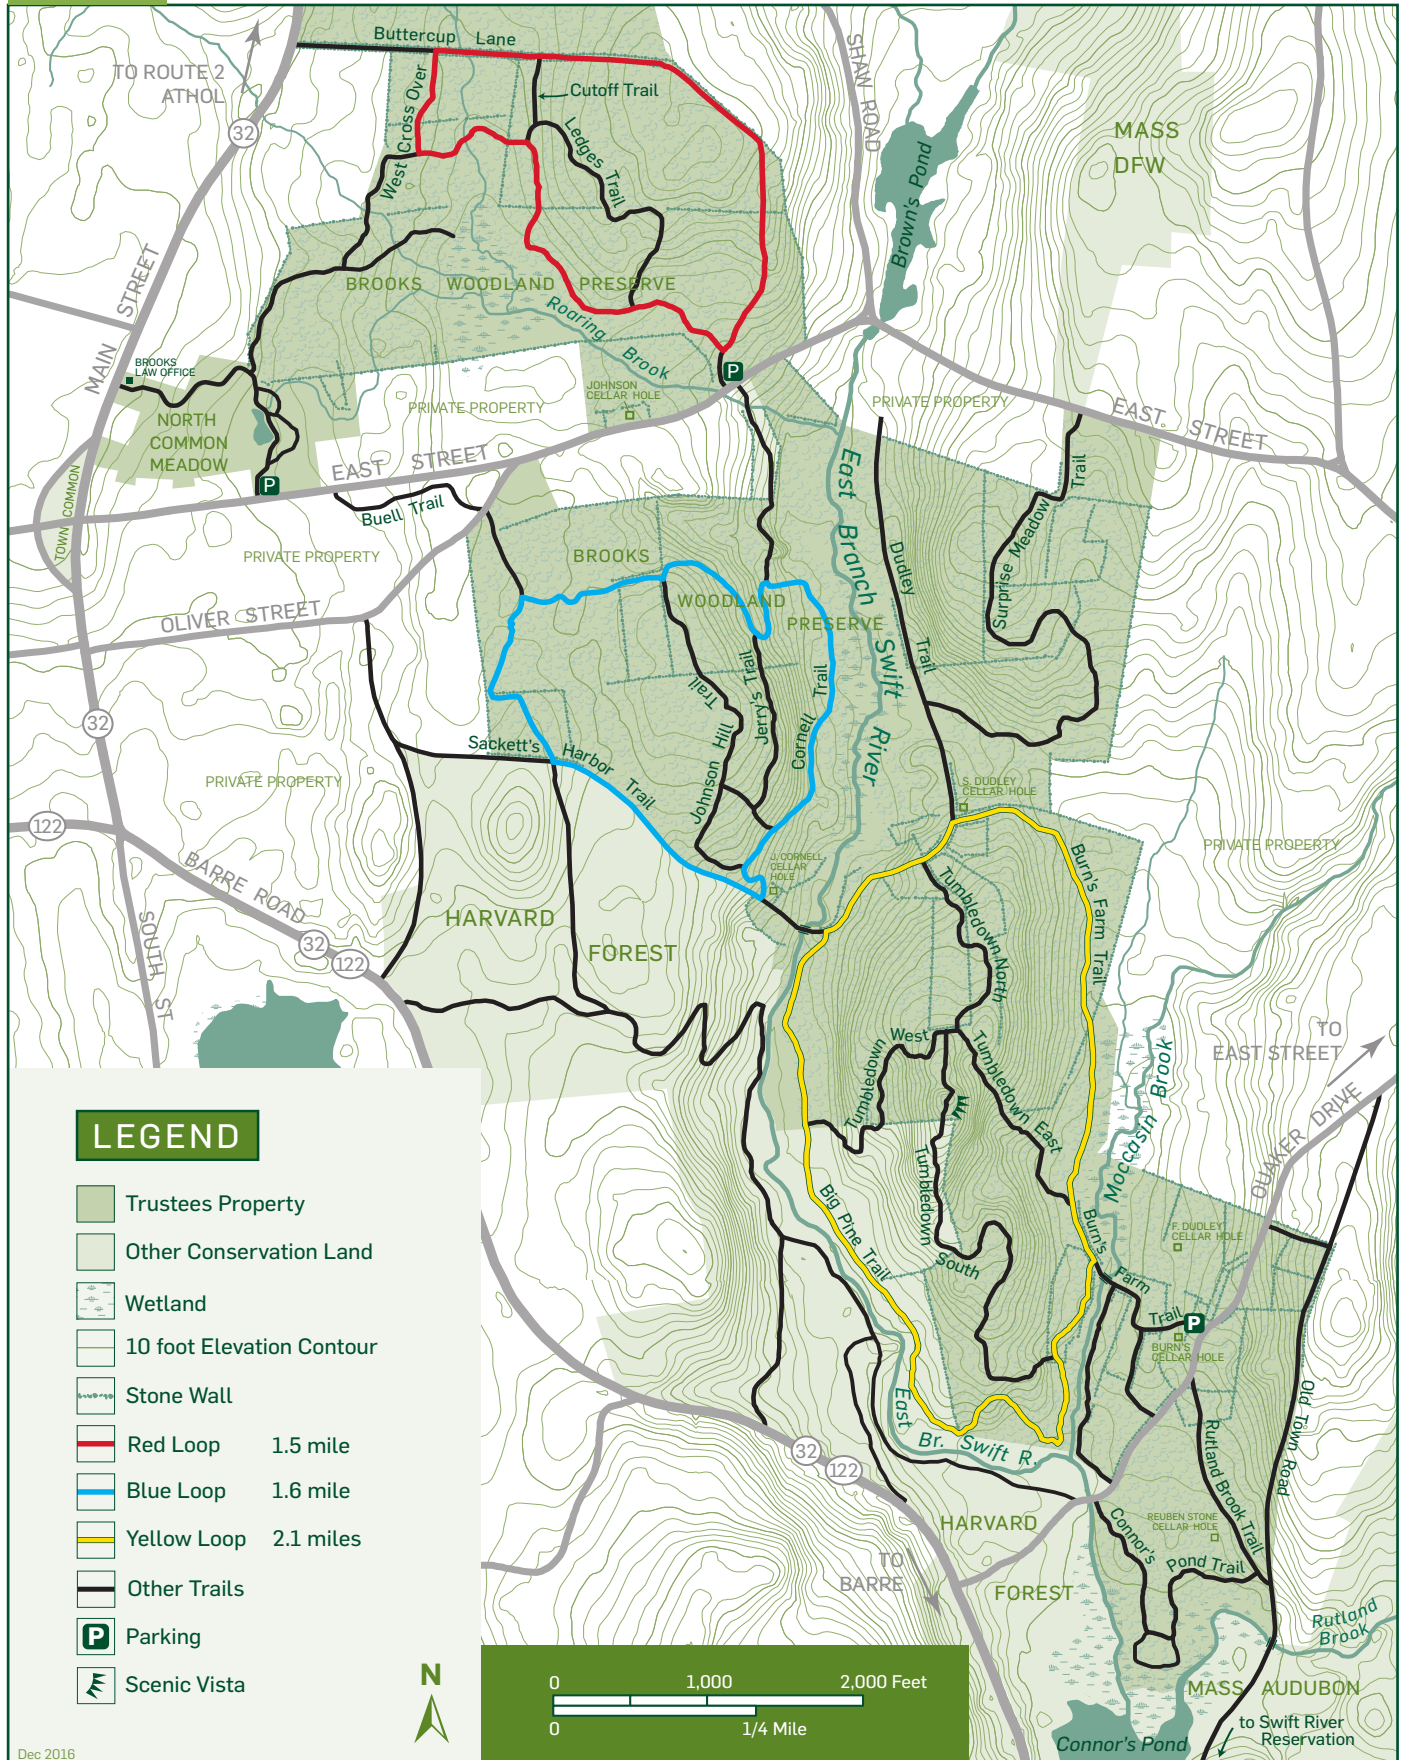 Buttercup Lane
TO ROUTE 2
ATHOL
32
West Cross Over
Cutoff Trail
Ledges Trail
SHAW ROAD
Brown's Pond
MASS
DFW
MAIN STREET
BROOKS WOODLAND PRESERVE
Roaring Brook
BROOKS
LAW OFFICE
NORTH
COMMON
MEADOW
TOWN COMMON
P
P
JOHNSON
CELLAR HOLE
PRIVATE PROPERTY
PRIVATE PROPERTY
EAST STREET
EAST STREET
Buell Trail
PRIVATE PROPERTY
OLIVER STREET
East Branch Swift River
Dudley Trail
Surprise Meadow Trail
BROOKS
WOODLAND
PRESERVE
Johnson Hill Trail
Jerry's Trail
Cornell Trail
Sackett's Harbor Trail
32
PRIVATE PROPERTY
122
BARRE ROAD
32
122
SOUTH ST
S. DUDLEY
CELLAR HOLE
J. CORNELL
CELLAR
HOLE
PRIVATE PROPERTY
HARVARD
FOREST
Burn's Farm Trail
Tumbledown North
Tumbledown West
Tumbledown East
Tumbledown South
Big Pine Trail
Moccasin Brook
TO
EAST STREET
QUAKER DRIVE
F. DUDLEY
CELLAR HOLE
Burn's Farm Trail
P
BURN'S
CELLAR HOLE
Old Town Road
Rutland Brook Trail
REUBEN STONE
CELLAR HOLE
Connor's Pond Trail
East Br. Swift R.
32
122
HARVARD
FOREST
TO
BARRE
Rutland
Brook
MASS AUDUBON
to Swift River
Reservation
Connor's Pond
LEGEND
Trustees Property
Other Conservation Land
Wetland
10 foot Elevation Contour
Stone Wall
Red Loop 1.5 mile
Blue Loop 1.6 mile
Yellow Loop 2.1 miles
Other Trails
P Parking
Scenic Vista
N
0 1,000 2,000 Feet
0 1/4 Mile
Dec 2016